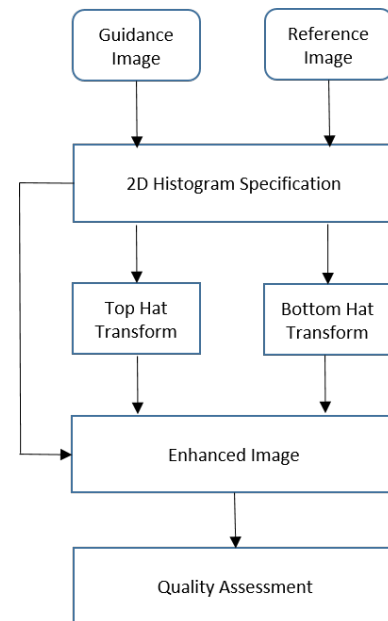 Guidance
Image
Reference
Image
2D Histogram Specification
Top Hat
Transform
Bottom Hat
Transform
Enhanced Image
Quality Assessment